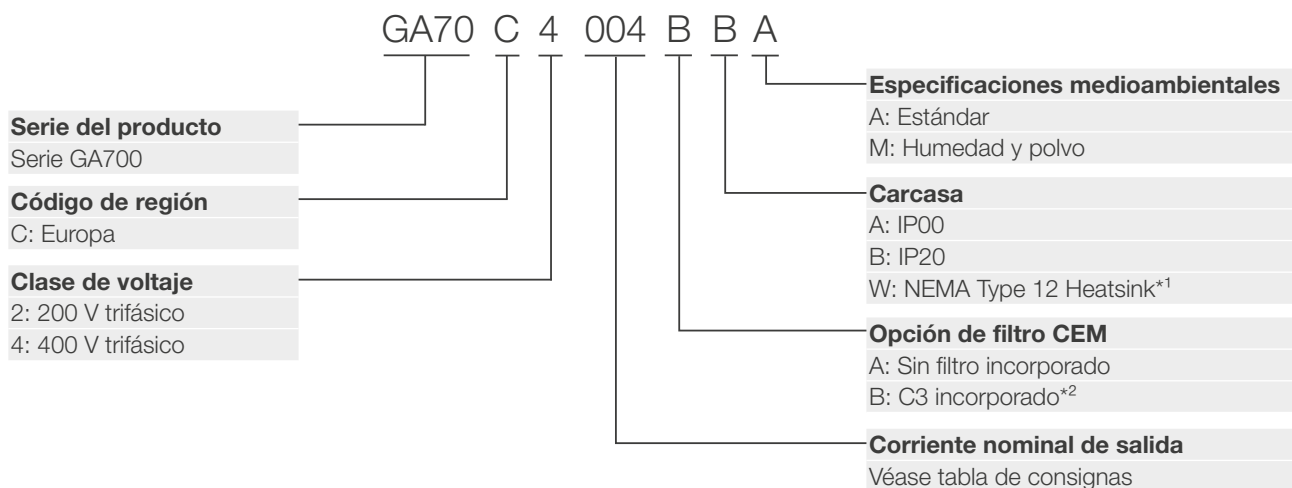 GA70 C 4 004 B B A
Serie del producto
Serie GA700
Código de región
C: Europa
Clase de voltaje
2: 200 V trifásico
4: 400 V trifásico
Especificaciones medioambientales
A: Estándar
M: Humedad y polvo
Carcasa
A: IP00
B: IP20
W: NEMA Type 12 Heatsink*1
Opción de filtro CEM
A: Sin filtro incorporado
B: C3 incorporado*2
Corriente nominal de salida
Véase tabla de consignas